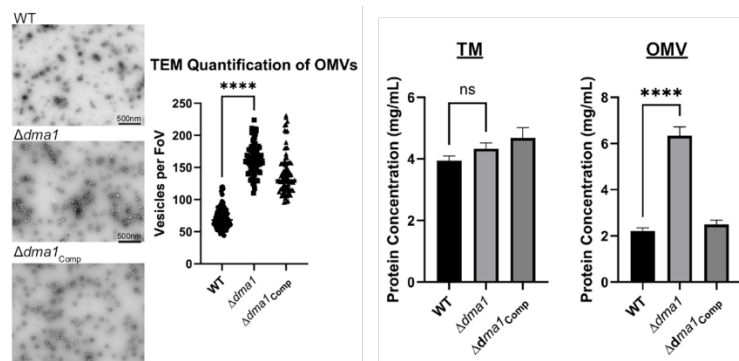 WT
500nm
Δdma1
500nm
Δdma1Comp
TEM Quantification of OMVs
****
Vesicles per FoV
250
200
150
100
50
0
WT
Δdma1
Δdma1Comp
TM
ns
Protein Concentration (mg/mL)
6
4
2
0
WT
Δdma1
Δdma1Comp
OMV
****
Protein Concentration (mg/mL)
8
6
4
2
0
WT
Δdma1
Δdma1Comp